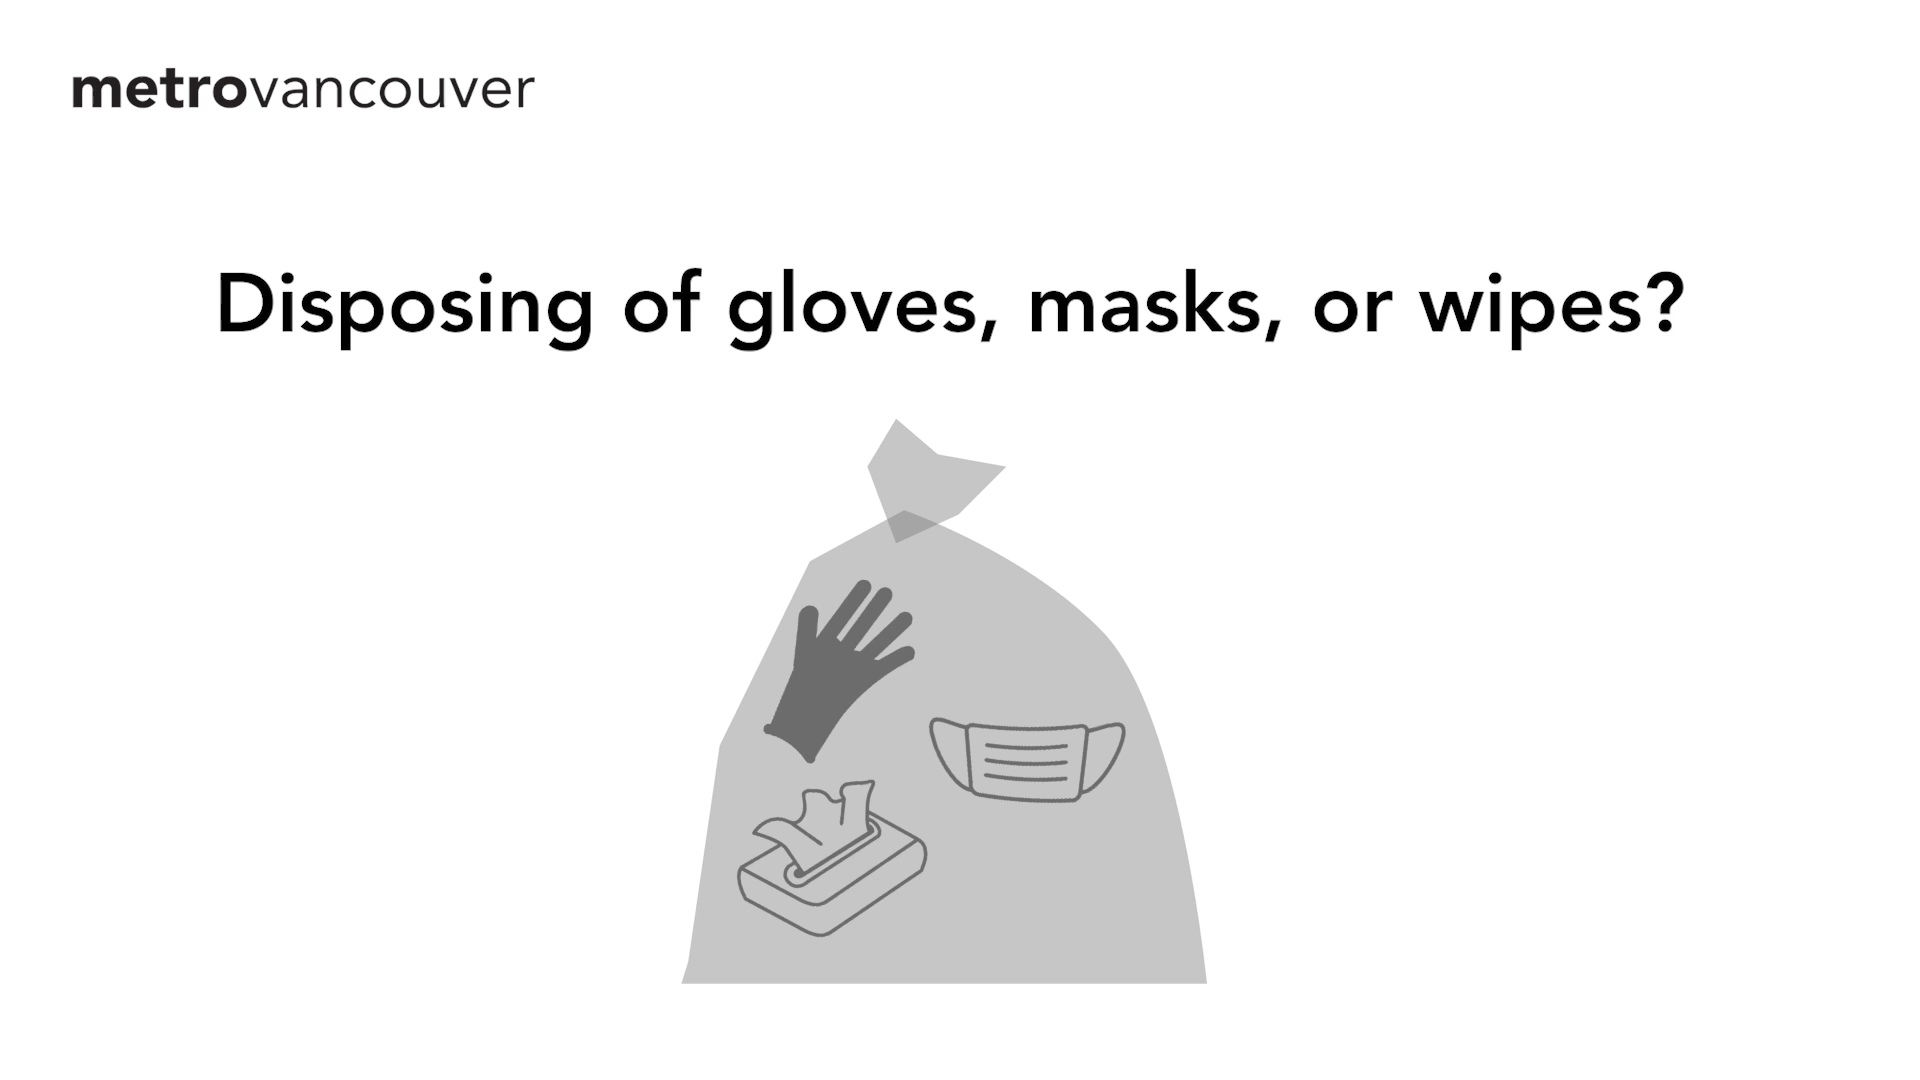 metrovancouver
Disposing of gloves, masks, or wipes?